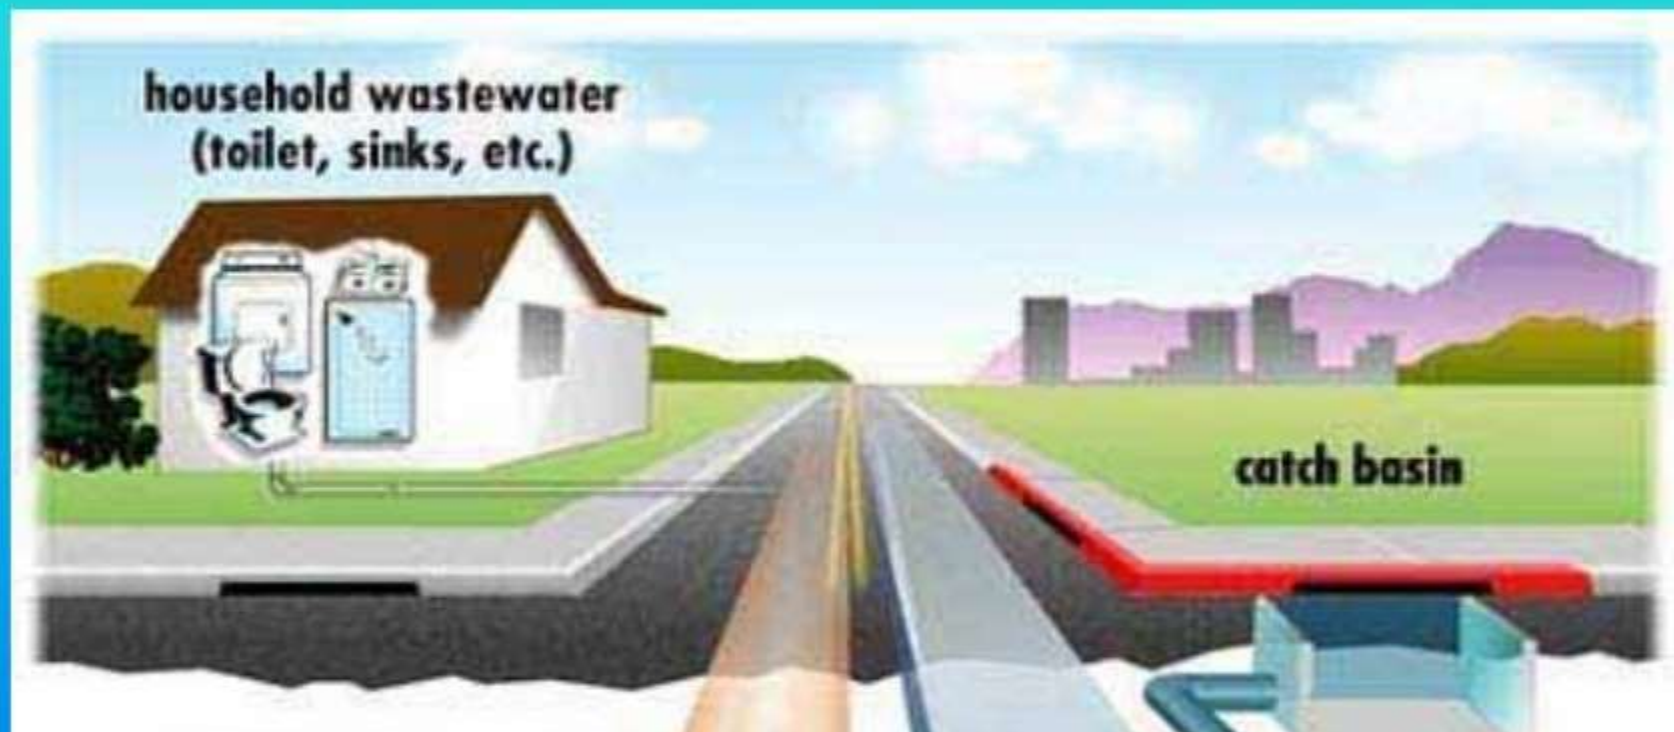 household wastewater
(toilet, sinks, etc.)
catch basin